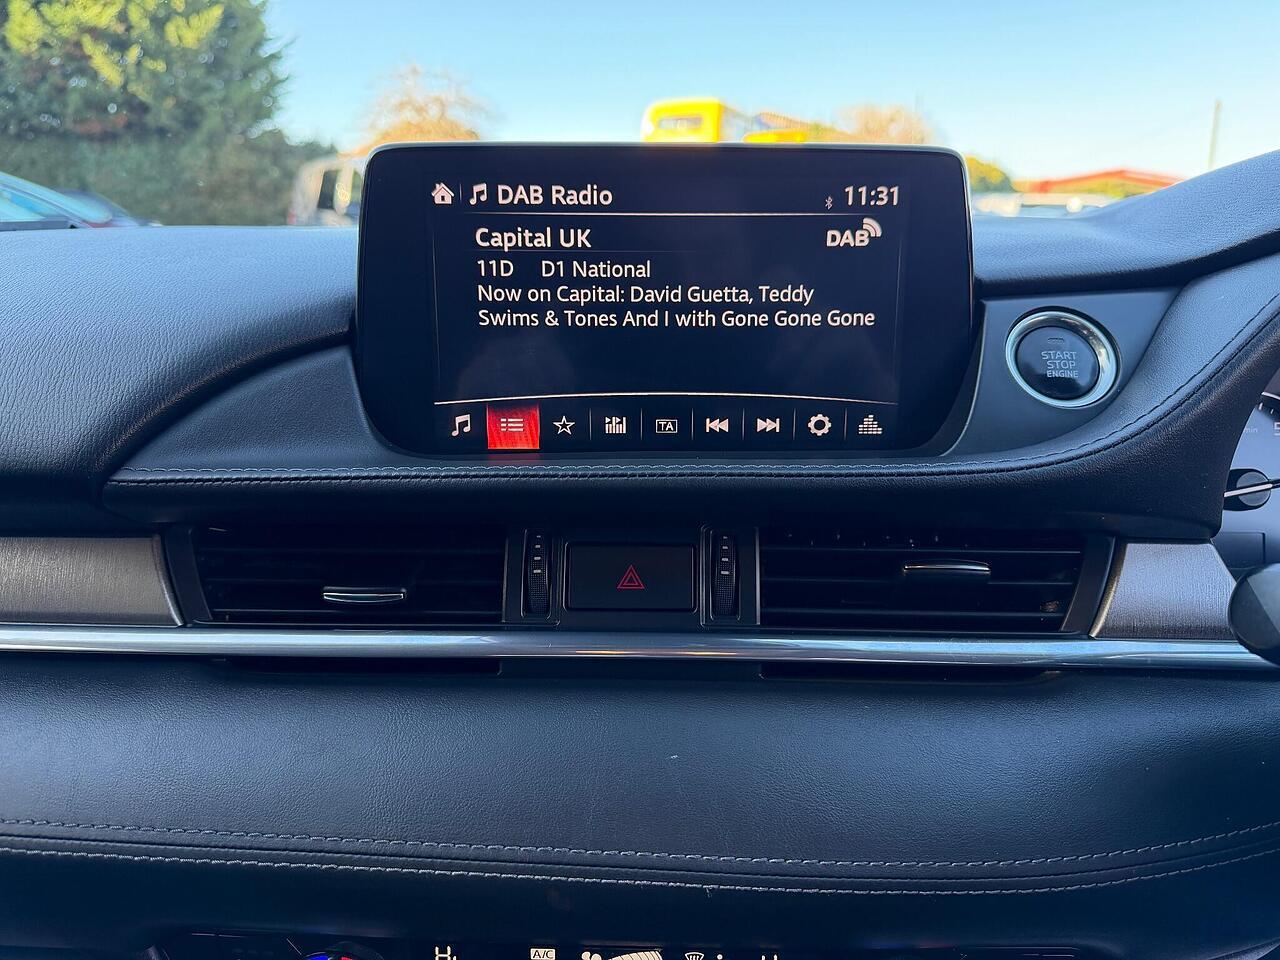 DAB Radio
11:31
Capital UK
DAB
11D D1 National
Now on Capital: David Guetta, Teddy
Swims & Tones And I with Gone Gone Gone
TA
START
STOP
ENGINE
A/C